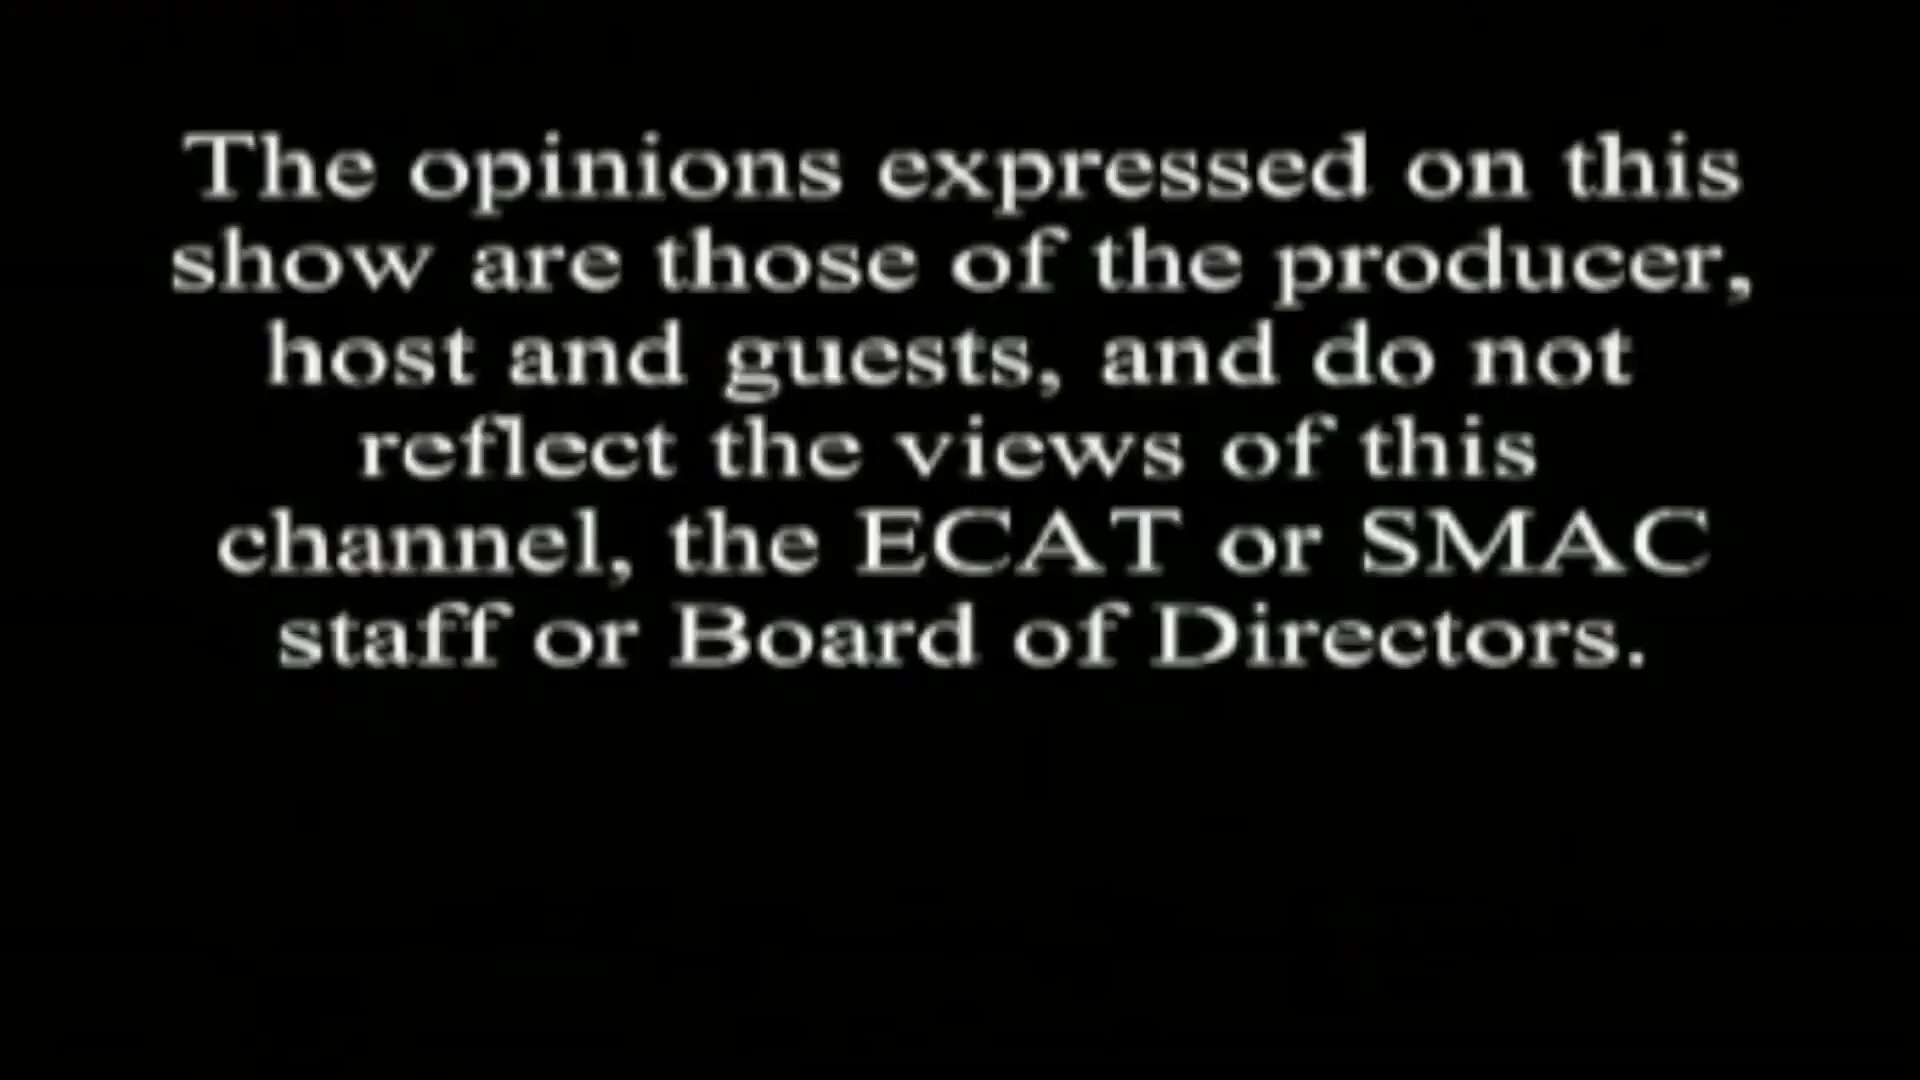 The opinions expressed on this
show are those of the producer,
host and guests, and do not
reflect the views of this
channel, the ECAT or SMAC
staff or Board of Directors.